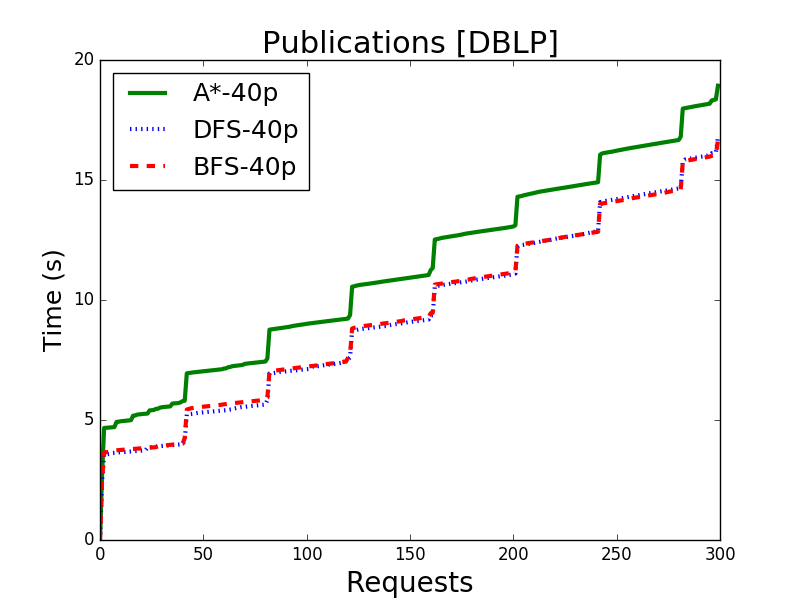 Publications [DBLP]
A*-40p
DFS-40p
BFS-40p
Time (s)
20
15
10
5
0
0 50 100 150 200 250 300
Requests